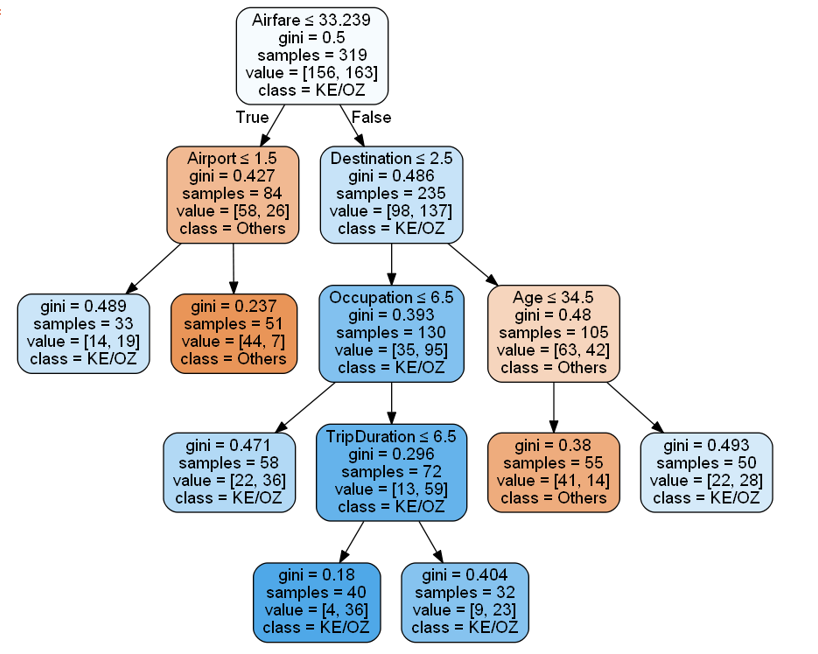 Airfare ≤ 33.239
gini = 0.5
samples = 319
value = [156, 163]
class = KE/OZ
True
False
Airport ≤ 1.5
gini = 0.427
samples = 84
value = [58, 26]
class = Others
Destination ≤ 2.5
gini = 0.486
samples = 235
value = [98, 137]
class = KE/OZ
gini = 0.489
samples = 33
value = [14, 19]
class = KE/OZ
gini = 0.237
samples = 51
value = [44, 7]
class = Others
Occupation ≤ 6.5
gini = 0.393
samples = 130
value = [35, 95]
class = KE/OZ
Age ≤ 34.5
gini = 0.48
samples = 105
value = [63, 42]
class = Others
gini = 0.471
samples = 58
value = [22, 36]
class = KE/OZ
TripDuration ≤ 6.5
gini = 0.296
samples = 72
value = [13, 59]
class = KE/OZ
gini = 0.38
samples = 55
value = [41, 14]
class = Others
gini = 0.493
samples = 50
value = [22, 28]
class = KE/OZ
gini = 0.18
samples = 40
value = [4, 36]
class = KE/OZ
gini = 0.404
samples = 32
value = [9, 23]
class = KE/OZ